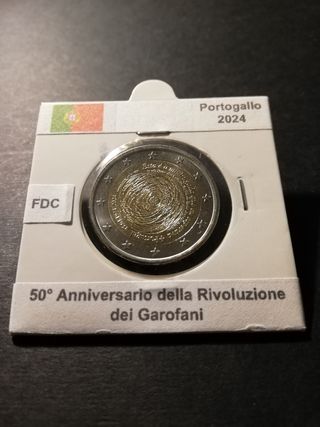 Portogallo
2024
FDC
50° Anniversario della Rivoluzione
dei Garofani